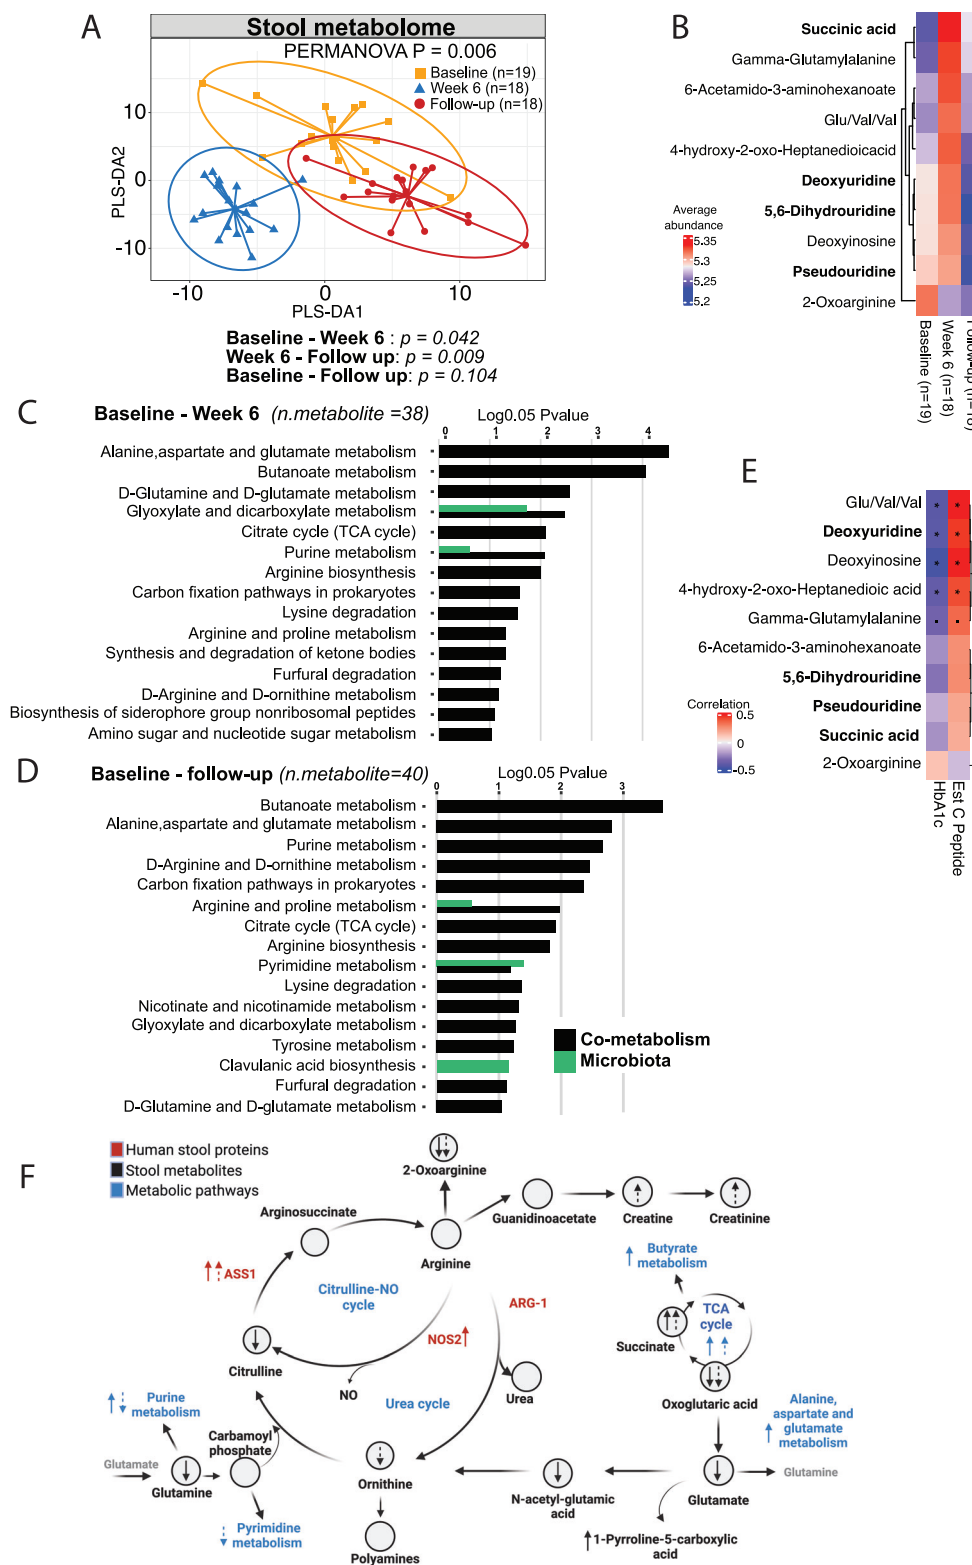 A
Stool metabolome
PERMANOVA P = 0.006
Baseline (n=19)
Week 6 (n=18)
Follow-up (n=18)
PLS-DA2
10
0
-10
-10
0
10
PLS-DA1
Baseline - Week 6 : p = 0.042
Week 6 - Follow up: p = 0.009
Baseline - Follow up: p = 0.104
B
Succinic acid
Gamma-Glutamylalanine
6-Acetamido-3-aminohexanoate
Glu/Val/Val
4-hydroxy-2-oxo-Heptanedioicacid
Deoxyuridine
5,6-Dihydrouridine
Deoxyinosine
Pseudouridine
2-Oxoarginine
Average
abundance
5.35
5.3
5.25
5.2
Baseline (n=19)
Week 6 (n=18)
Follow-up (n=18)
C
Baseline - Week 6 (n.metabolite =38)
Log0.05 Pvalue
0
1
2
3
4
Alanine,aspartate and glutamate metabolism
Butanoate metabolism
D-Glutamine and D-glutamate metabolism
Glyoxylate and dicarboxylate metabolism
Citrate cycle (TCA cycle)
Purine metabolism
Arginine biosynthesis
Carbon fixation pathways in prokaryotes
Lysine degradation
Arginine and proline metabolism
Synthesis and degradation of ketone bodies
Furfural degradation
D-Arginine and D-ornithine metabolism
Biosynthesis of siderophore group nonribosomal peptides
Amino sugar and nucleotide sugar metabolism
D
Baseline - follow-up (n.metabolite=40)
Log0.05 Pvalue
0
1
2
3
Butanoate metabolism
Alanine,aspartate and glutamate metabolism
Purine metabolism
D-Arginine and D-ornithine metabolism
Carbon fixation pathways in prokaryotes
Arginine and proline metabolism
Citrate cycle (TCA cycle)
Arginine biosynthesis
Pyrimidine metabolism
Lysine degradation
Nicotinate and nicotinamide metabolism
Glyoxylate and dicarboxylate metabolism
Tyrosine metabolism
Clavulanic acid biosynthesis
Furfural degradation
D-Glutamine and D-glutamate metabolism
Co-metabolism
Microbiota
E
Glu/Val/Val
Deoxyuridine
Deoxyinosine
4-hydroxy-2-oxo-Heptanedioic acid
Gamma-Glutamylalanine
6-Acetamido-3-aminohexanoate
5,6-Dihydrouridine
Pseudouridine
Succinic acid
2-Oxoarginine
Correlation
0.5
0
-0.5
HbA1c
Est C Peptide
F
Human stool proteins
Stool metabolites
Metabolic pathways
2-Oxoarginine
Arginosuccinate
Arginine
Guanidinoacetate
Creatine
Creatinine
ASS1
Citrulline-NO
cycle
ARG-1
NOS2
Butyrate
metabolism
TCA
cycle
Succinate
Citrulline
NO
Urea cycle
Urea
Oxoglutaric acid
Purine
metabolism
Carbamoyl
phosphate
Alanine,
aspartate and
glutamate
metabolism
Glutamate
Glutamine
Ornithine
N-acetyl-glutamic
acid
Glutamate
Glutamine
Pyrimidine
metabolism
Polyamines
1-Pyrroline-5-carboxylic
acid